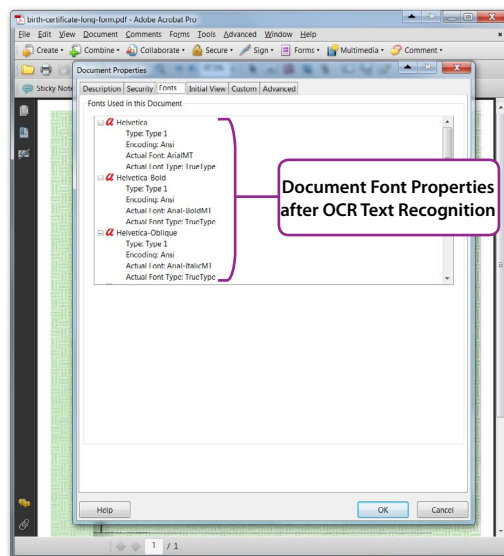 birth-certificate-long-form.pdf - Adobe Acrobat Pro
File Edit View Document Comments Forms Tools Advanced Window Help
Create Combine Collaborate Secure Sign Forms Multimedia Comment
Document Properties
Sticky Note
Description Security Fonts Initial View Custom Advanced
Fonts Used in this Document
Helvetica
Type: Type 1
Encoding: Ansi
Actual Font: ArialMT
Actual Font Type: TrueType
Helvetica-Bold
Type: Type 1
Encoding: Ansi
Actual Font: Arial-BoldMT
Actual Font Type: TrueType
Helvetica-Oblique
Type: Type 1
Encoding: Ansi
Actual Font: Arial-ItalicMT
Actual Font Type: TrueType
Document Font Properties
after OCR Text Recognition
Help OK Cancel
1 / 1